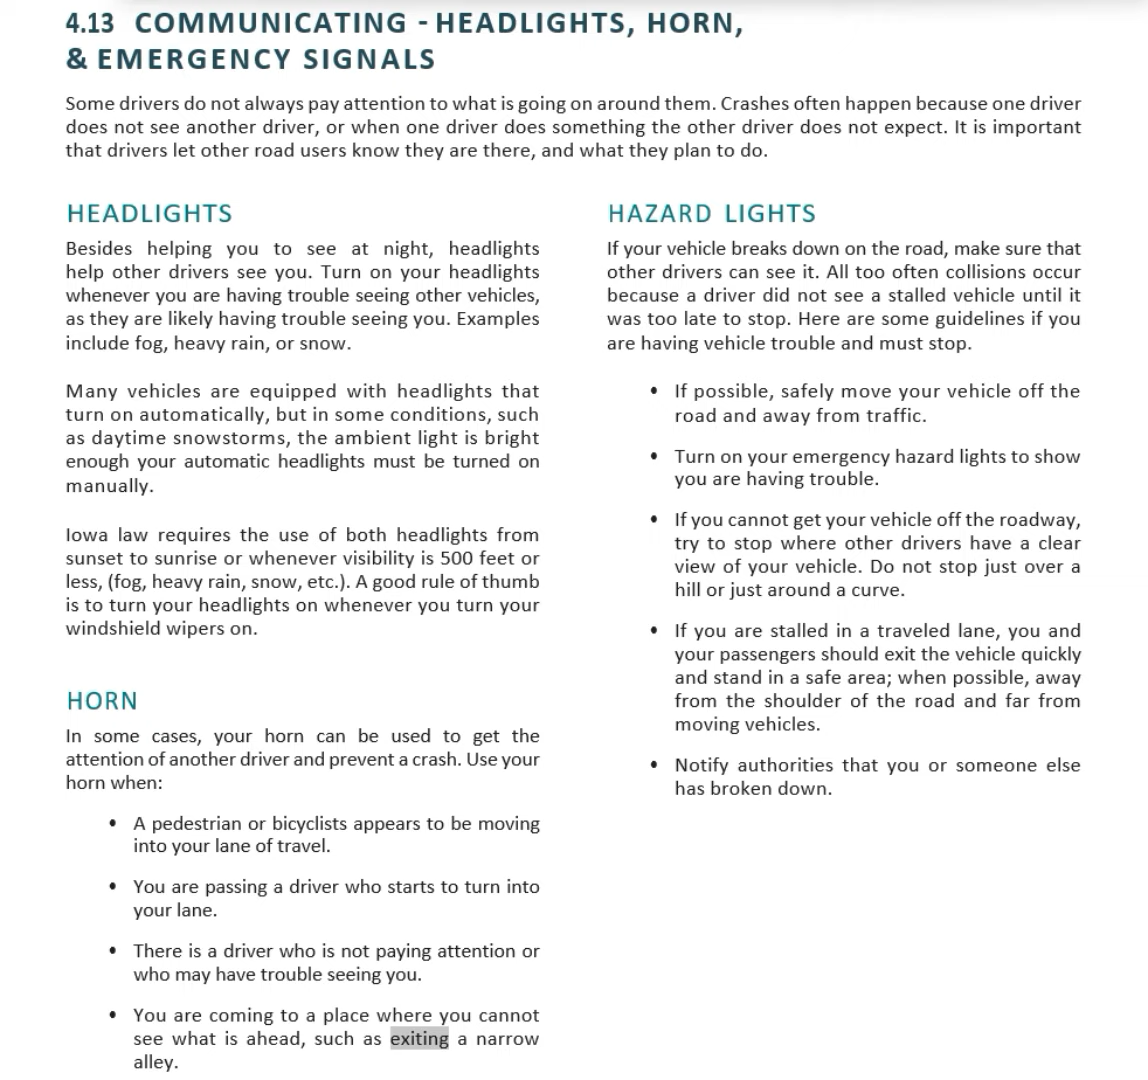 4.13 COMMUNICATING - HEADLIGHTS, HORN,
& EMERGENCY SIGNALS
Some drivers do not always pay attention to what is going on around them. Crashes often happen because one driver
does not see another driver, or when one driver does something the other driver does not expect. It is important
that drivers let other road users know they are there, and what they plan to do.
HEADLIGHTS
Besides helping you to see at night, headlights
help other drivers see you. Turn on your headlights
whenever you are having trouble seeing other vehicles,
as they are likely having trouble seeing you. Examples
include fog, heavy rain, or snow.
Many vehicles are equipped with headlights that
turn on automatically, but in some conditions, such
as daytime snowstorms, the ambient light is bright
enough your automatic headlights must be turned on
manually.
Iowa law requires the use of both headlights from
sunset to sunrise or whenever visibility is 500 feet or
less, (fog, heavy rain, snow, etc.). A good rule of thumb
is to turn your headlights on whenever you turn your
windshield wipers on.
HORN
In some cases, your horn can be used to get the
attention of another driver and prevent a crash. Use your
horn when:
• A pedestrian or bicyclists appears to be moving
into your lane of travel.
• You are passing a driver who starts to turn into
your lane.
• There is a driver who is not paying attention or
who may have trouble seeing you.
• You are coming to a place where you cannot
see what is ahead, such as exiting a narrow
alley.
HAZARD LIGHTS
If your vehicle breaks down on the road, make sure that
other drivers can see it. All too often collisions occur
because a driver did not see a stalled vehicle until it
was too late to stop. Here are some guidelines if you
are having vehicle trouble and must stop.
• If possible, safely move your vehicle off the
road and away from traffic.
• Turn on your emergency hazard lights to show
you are having trouble.
• If you cannot get your vehicle off the roadway,
try to stop where other drivers have a clear
view of your vehicle. Do not stop just over a
hill or just around a curve.
• If you are stalled in a traveled lane, you and
your passengers should exit the vehicle quickly
and stand in a safe area; when possible, away
from the shoulder of the road and far from
moving vehicles.
• Notify authorities that you or someone else
has broken down.